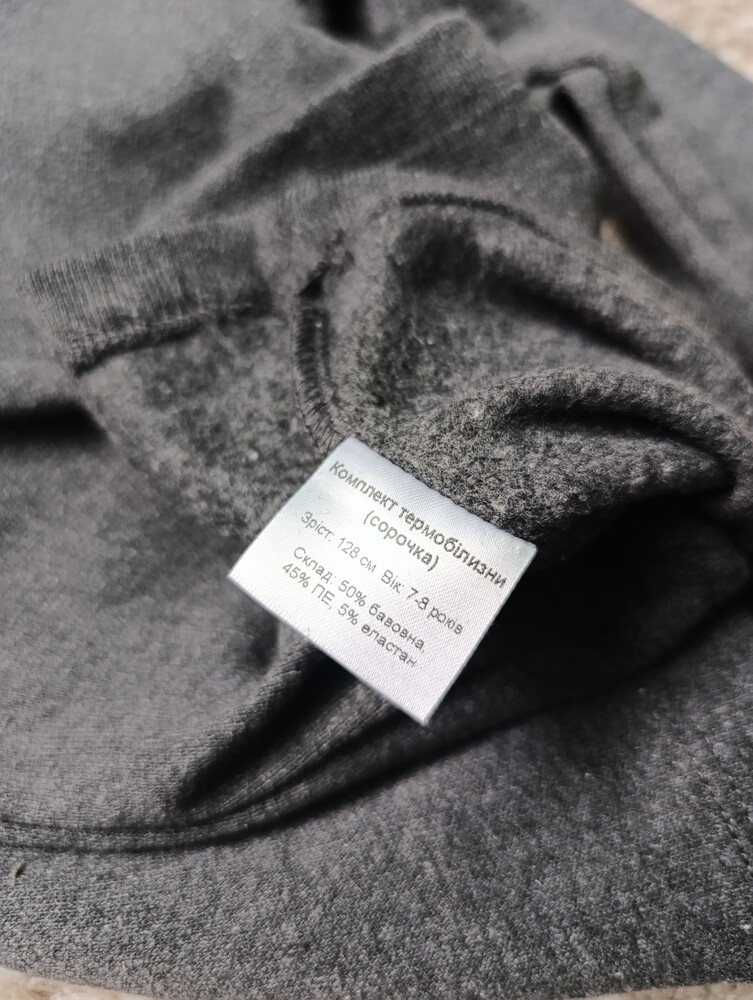 Комплект термобілизни
(сорочка)
Зріст: 128 см Вік: 7-8 років
Склад: 50% бавовна,
45% ПЕ, 5% еластан